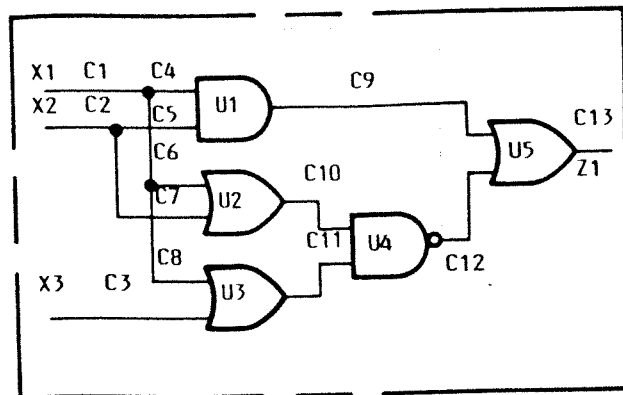 X1 C1 C4
C9
X2 C2 C5 U1
C13
C6 U5
Z1
C10
C7 U2
C11 U4
C8 C12
X3 C3 U3